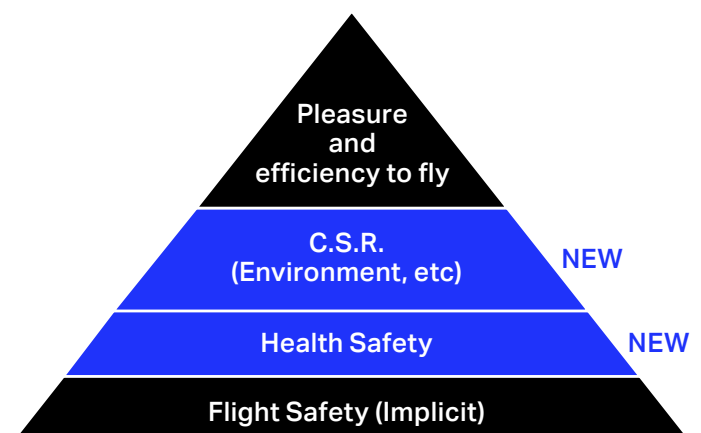 Pleasure
and
efficiency to fly
C.S.R.
(Environment, etc)
NEW
Health Safety
NEW
Flight Safety (Implicit)